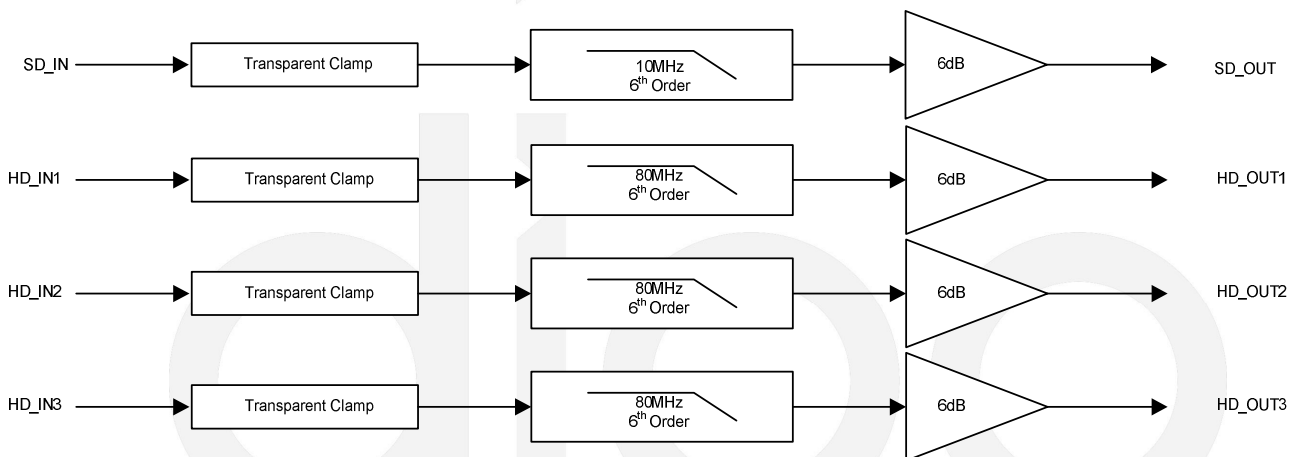 SD_IN Transparent Clamp 10MHz 6dB SD_OUT
6th Order
HD_IN1 Transparent Clamp 80MHz 6dB HD_OUT1
6th Order
HD_IN2 Transparent Clamp 80MHz 6dB HD_OUT2
6th Order
HD_IN3 Transparent Clamp 80MHz 6dB HD_OUT3
6th Order